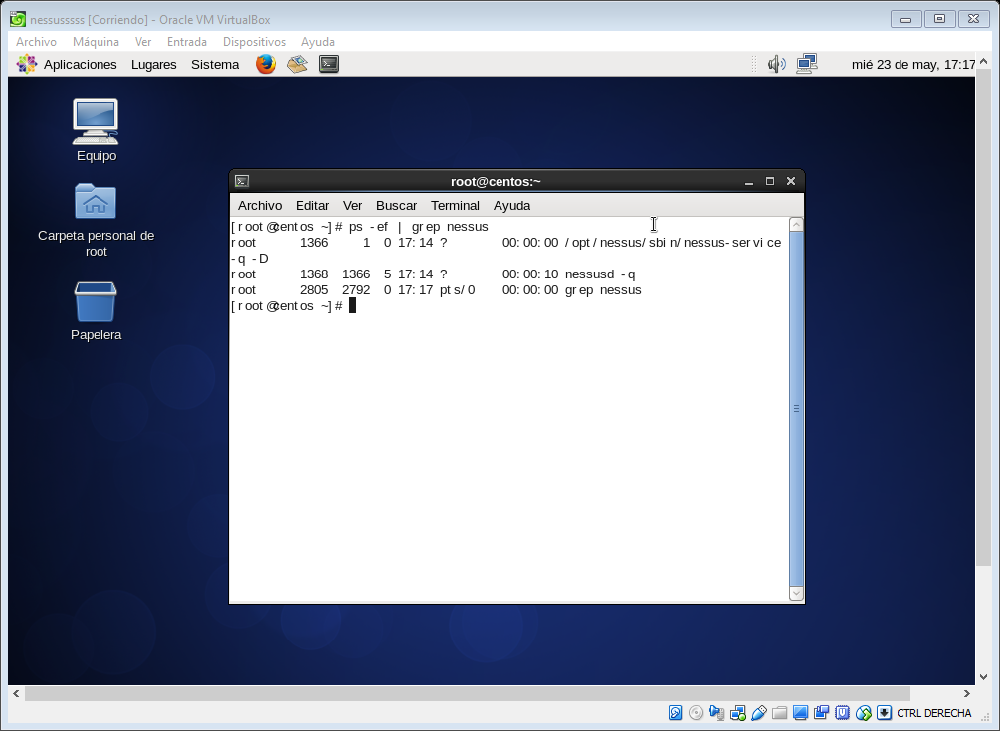 nessusssss [Corriendo] - Oracle VM VirtualBox
Archivo Máquina Ver Entrada Dispositivos Ayuda
Aplicaciones Lugares Sistema mié 23 de may, 17:17
Equipo
Carpeta personal de
root
Papelera
root@centos:~
Archivo Editar Ver Buscar Terminal Ayuda
[root@centos ~]# ps -ef | grep nessus
root 1366 1 0 17:14 ? 00:00:00 /opt/nessus/sbin/nessus-service
-q -D
root 1368 1366 5 17:14 ? 00:00:10 nessusd -q
root 2805 2792 0 17:17 pts/0 00:00:00 grep nessus
[root@centos ~]#
CTRL DERECHA